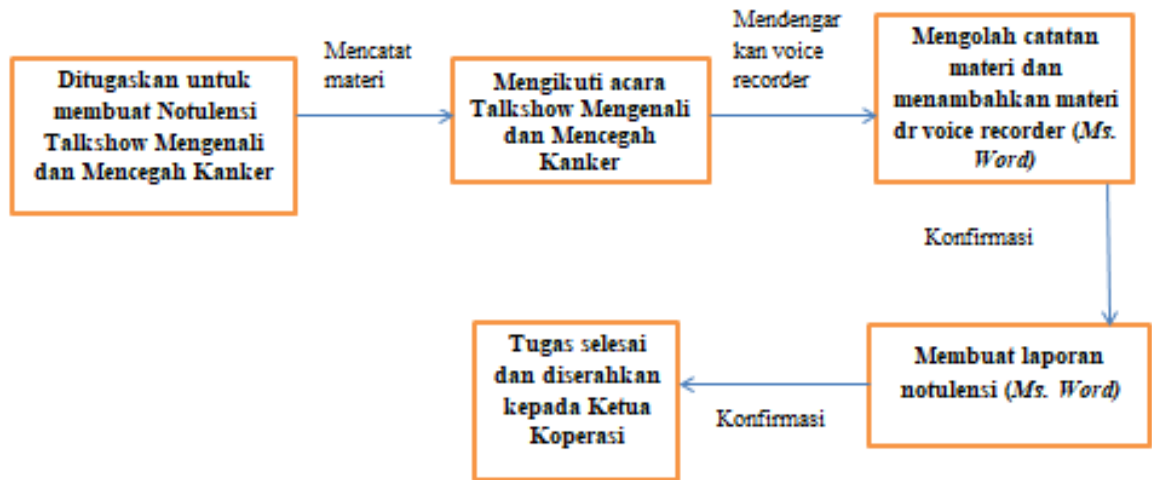 Ditugaskan untuk
membuat Notulensi
Talkshow Mengenali
dan Mencegah Kanker
Mencatat
materi
Mengikuti acara
Talkshow Mengenali
dan Mencegah
Kanker
Mendengar
kan voice
recorder
Mengolah catatan
materi dan
menambahkan materi
dr voice recorder (Ms.
Word)
Konfirmasi
Membuat laporan
notulensi (Ms. Word)
Konfirmasi
Tugas selesai
dan diserahkan
kepada Ketua
Koperasi